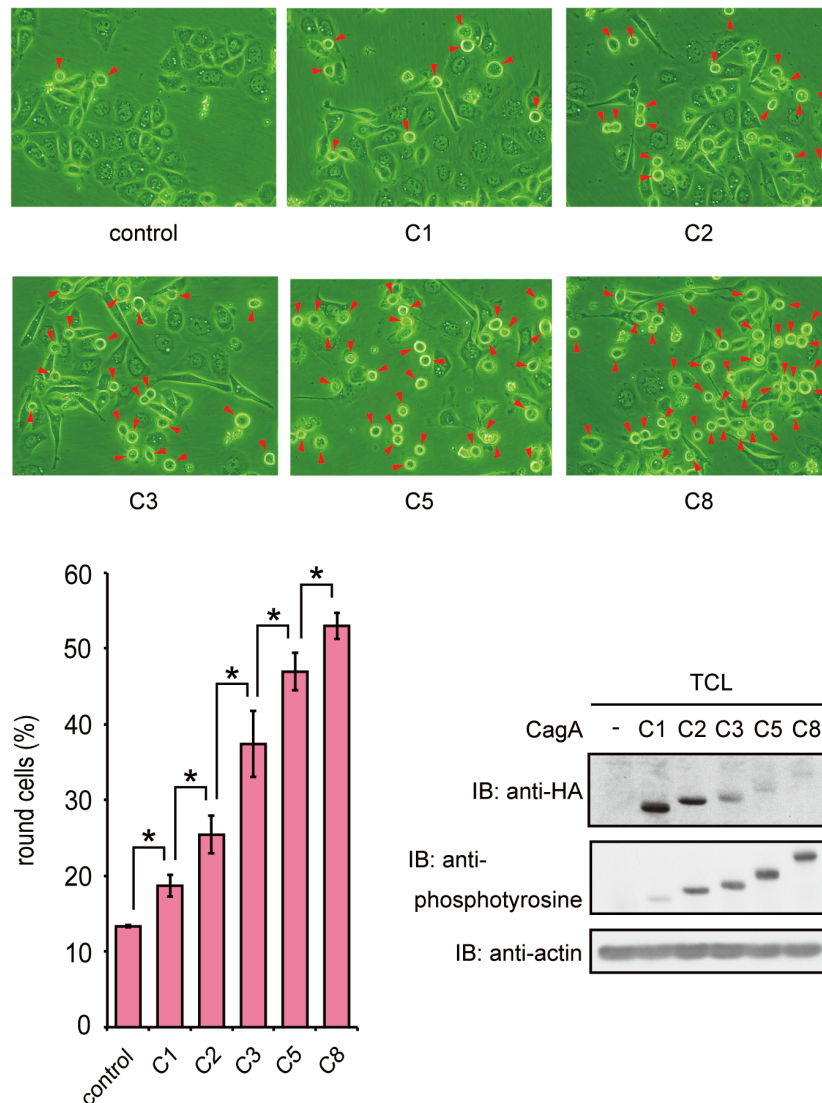 control
C1
C2
C3
C5
C8
60
50
40
30
20
10
0
round cells (%)
*
*
*
*
*
control
C1
C2
C3
C5
C8
TCL
CagA - C1 C2 C3 C5 C8
IB: anti-HA
IB: anti-
phosphotyrosine
IB: anti-actin